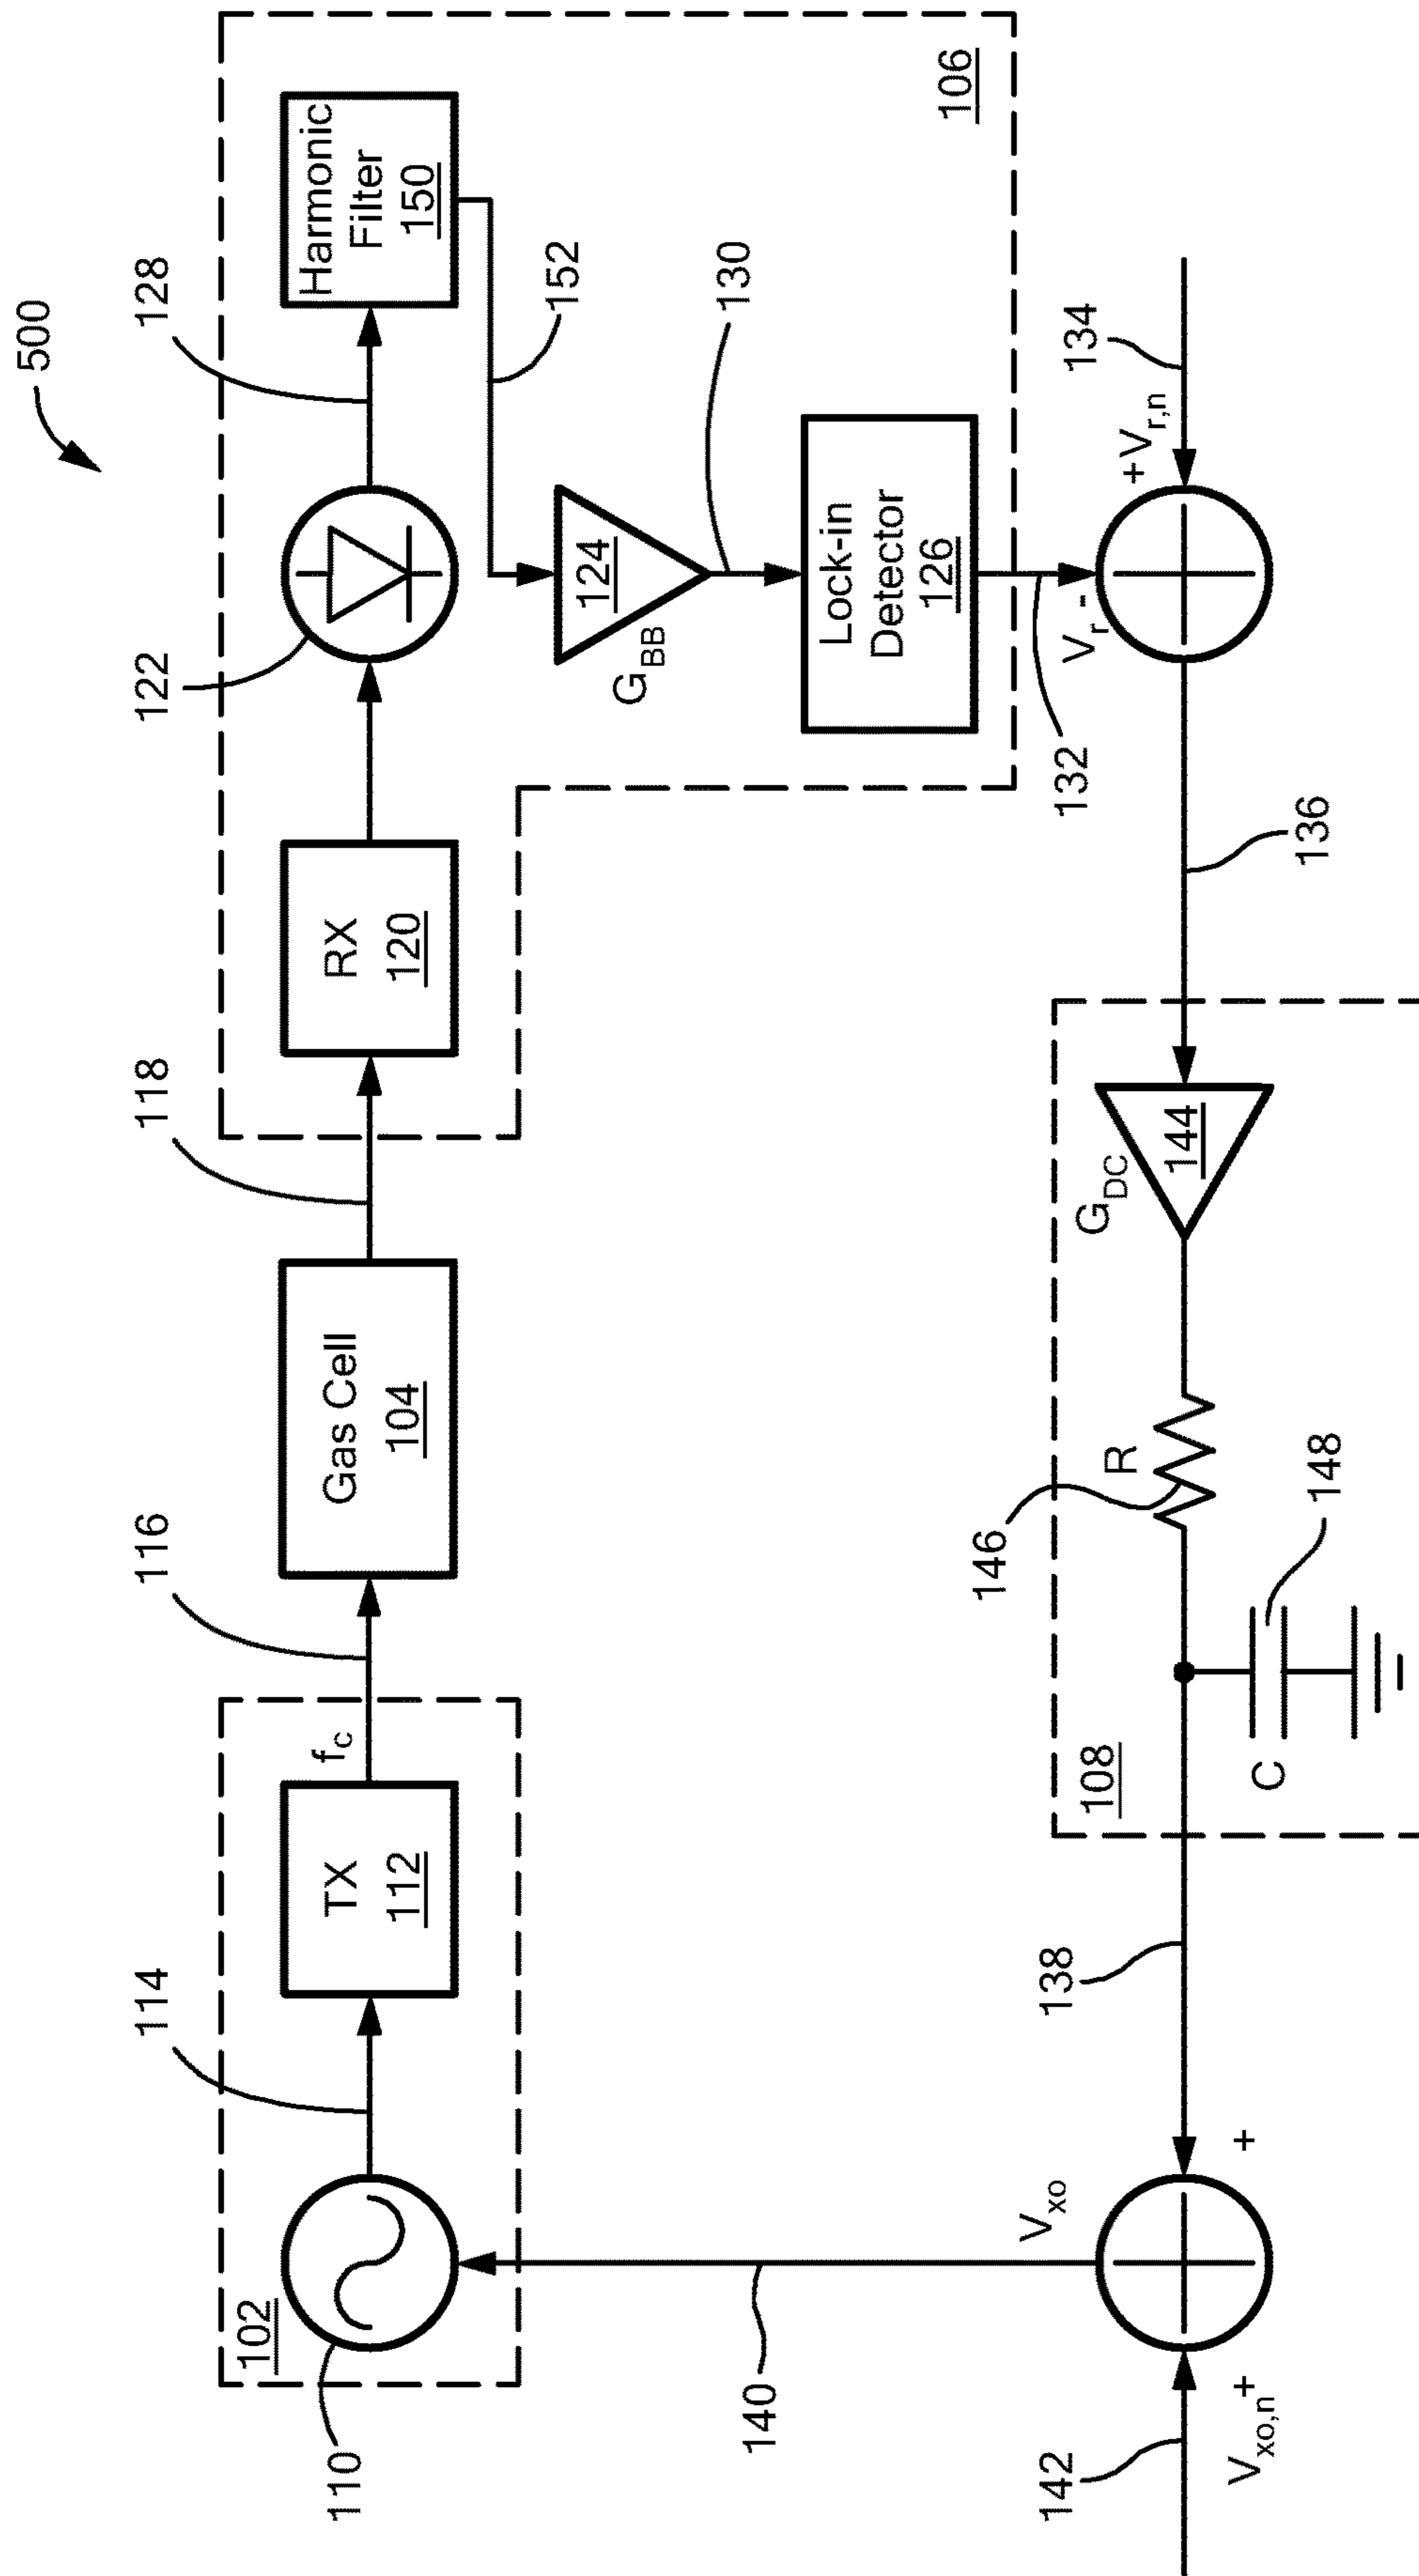 500
102
110
114
TX
112
f_c
116
Gas Cell
104
118
RX
120
122
128
Harmonic
Filter
150
152
124
G_BB
130
Lock-in
Detector
126
106
132
V_r -
+V_r,n
134
136
108
144
G_DC
R
146
C
148
138
+
V_xo
140
142
V_xo,n +